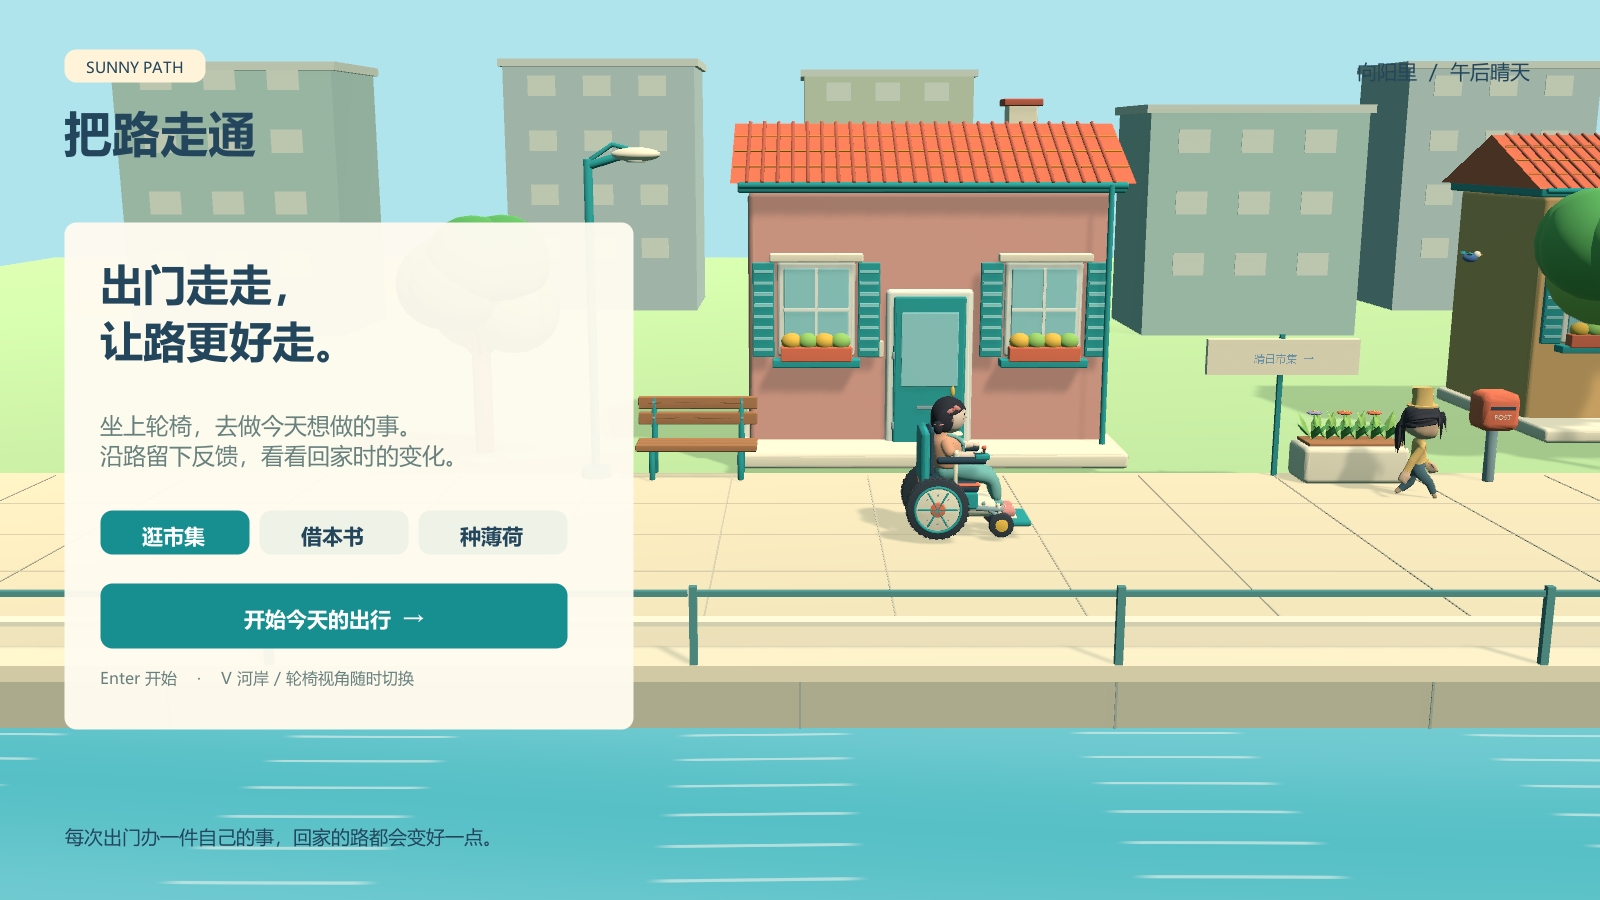 SUNNY PATH
向阳里 / 午后晴天
把路走通
出门走走，
让路更好走。
坐上轮椅，去做今天想做的事。
沿路留下反馈，看看回家时的变化。
逛市集 借本书 种薄荷
开始今天的出行 →
Enter 开始 · V 河岸 / 轮椅视角随时切换
晴日市集 →
POST
每次出门办一件自己的事，回家的路都会变好一点。